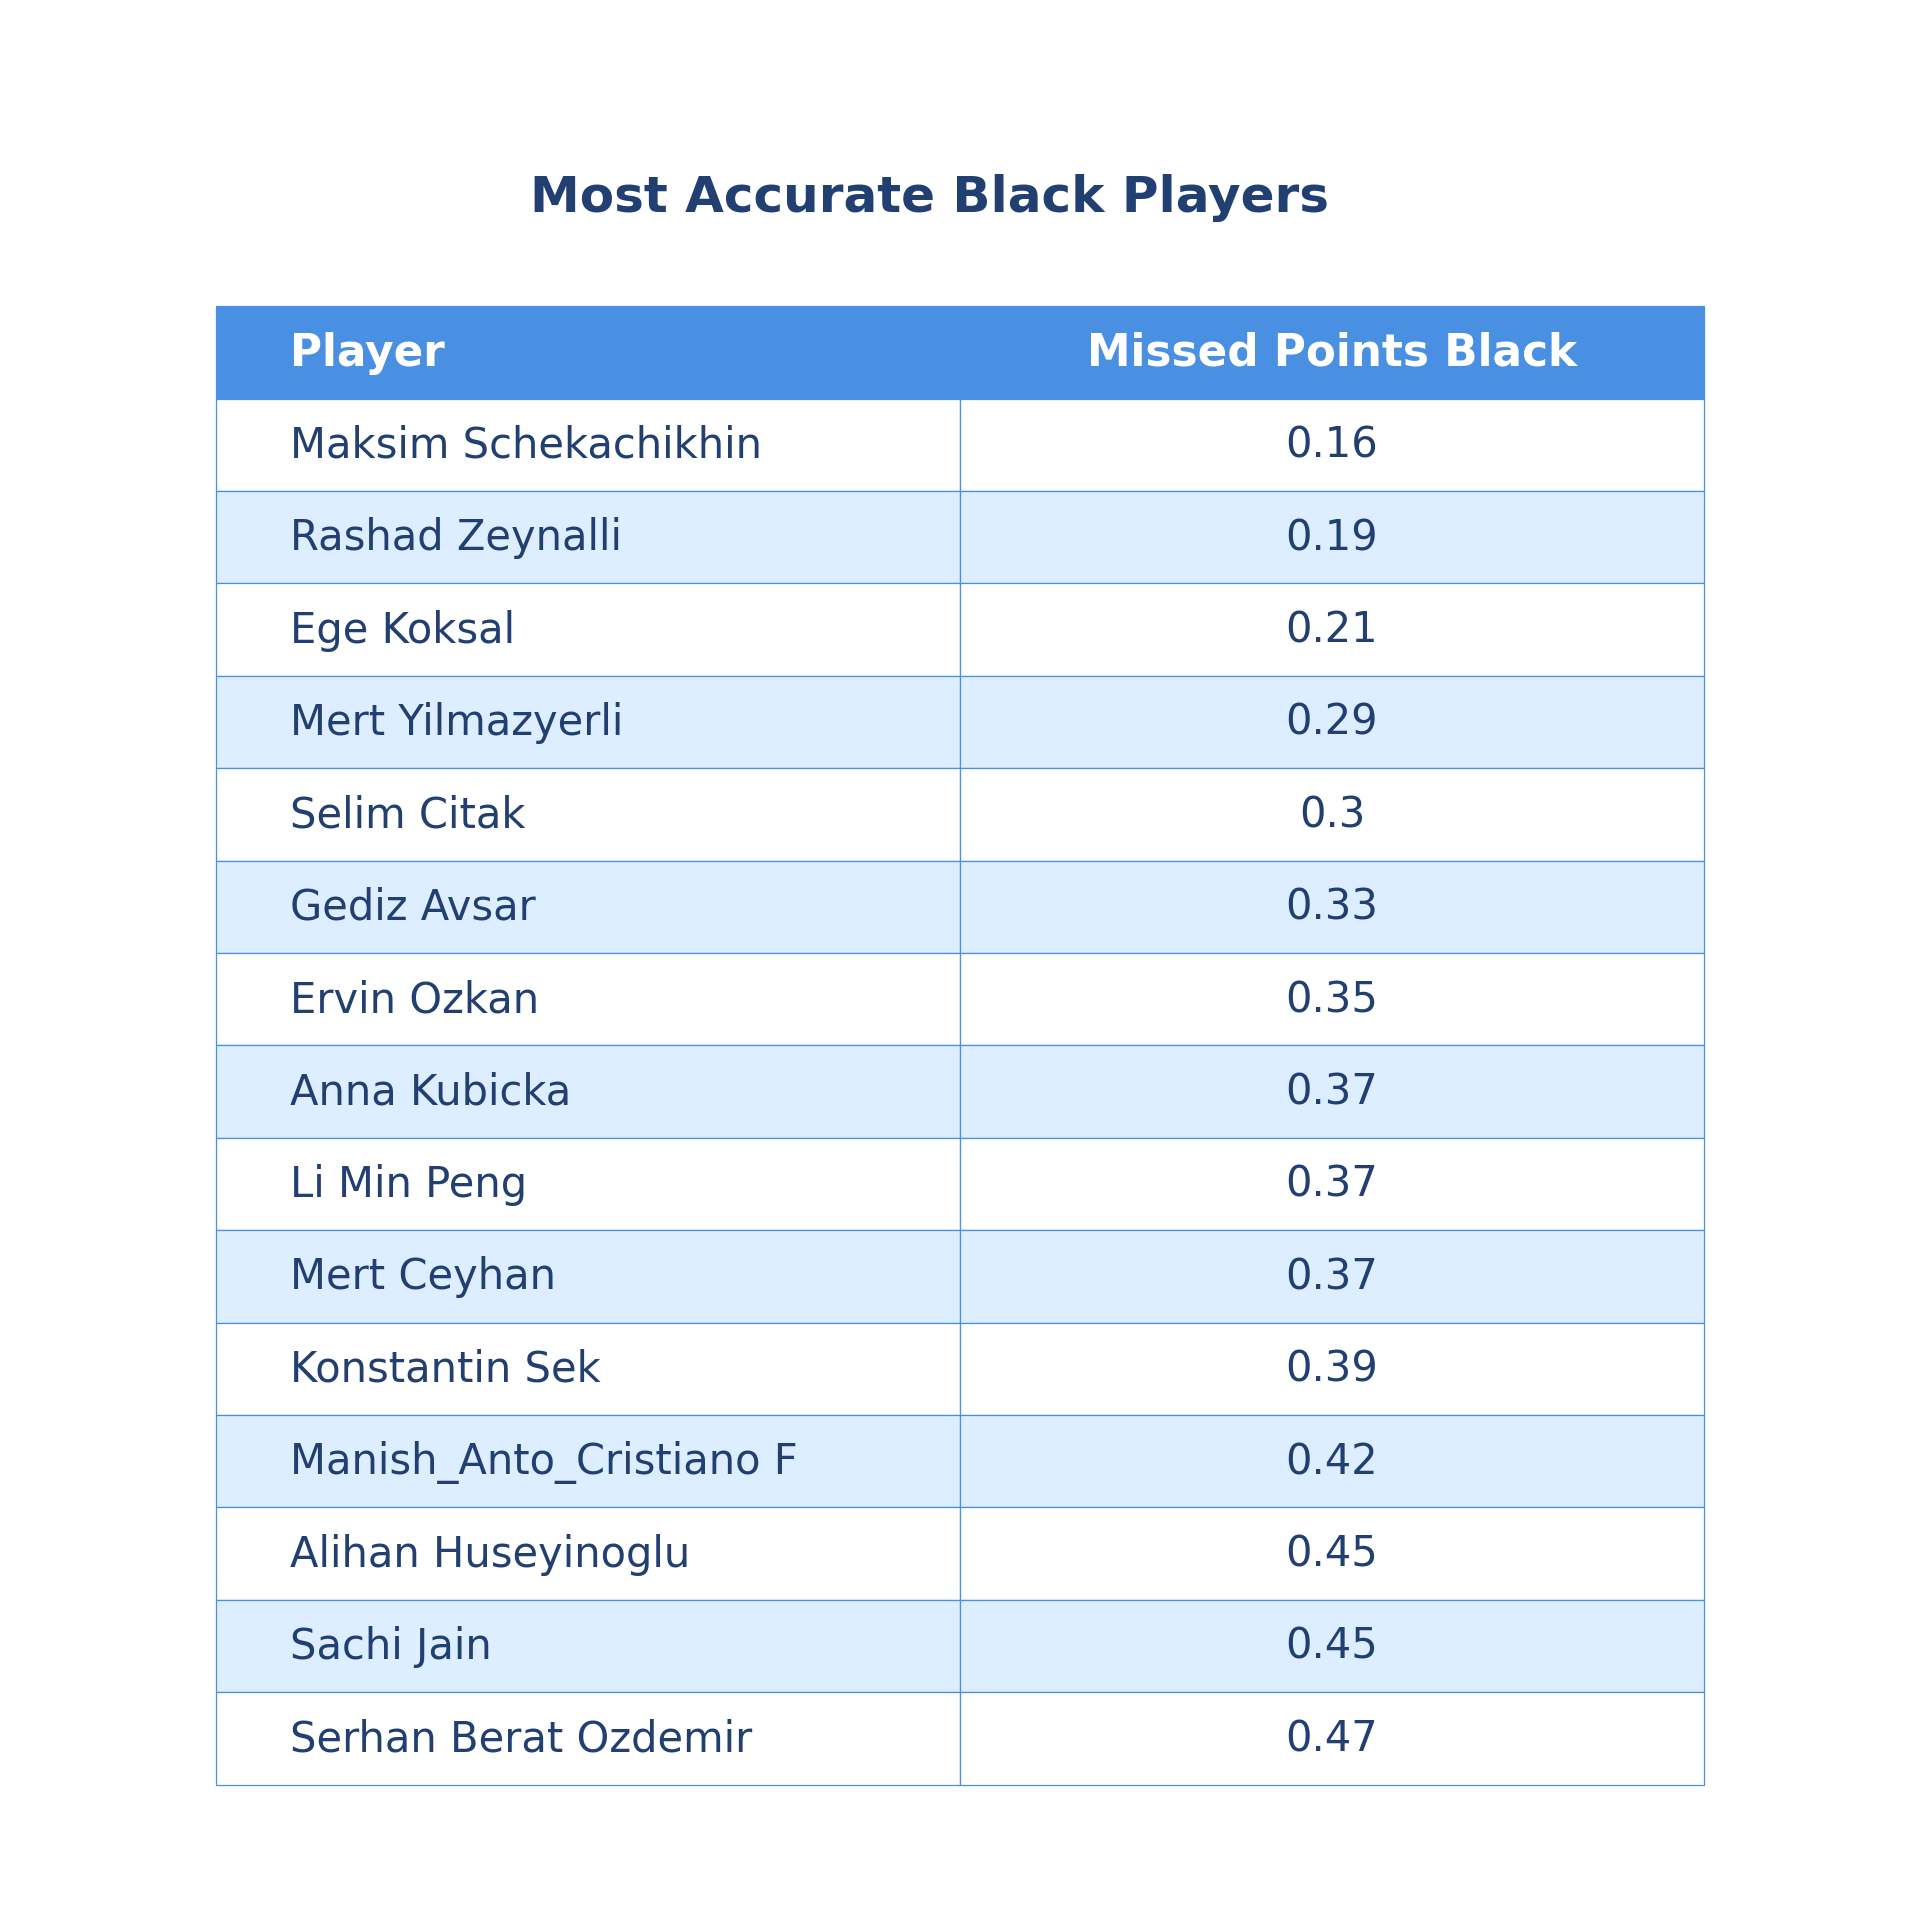 Most Accurate Black Players
Player Missed Points Black
Maksim Schekachikhin 0.16
Rashad Zeynalli 0.19
Ege Koksal 0.21
Mert Yilmazyerli 0.29
Selim Citak 0.3
Gediz Avsar 0.33
Ervin Ozkan 0.35
Anna Kubicka 0.37
Li Min Peng 0.37
Mert Ceyhan 0.37
Konstantin Sek 0.39
Manish_Anto_Cristiano F 0.42
Alihan Huseyinoglu 0.45
Sachi Jain 0.45
Serhan Berat Ozdemir 0.47